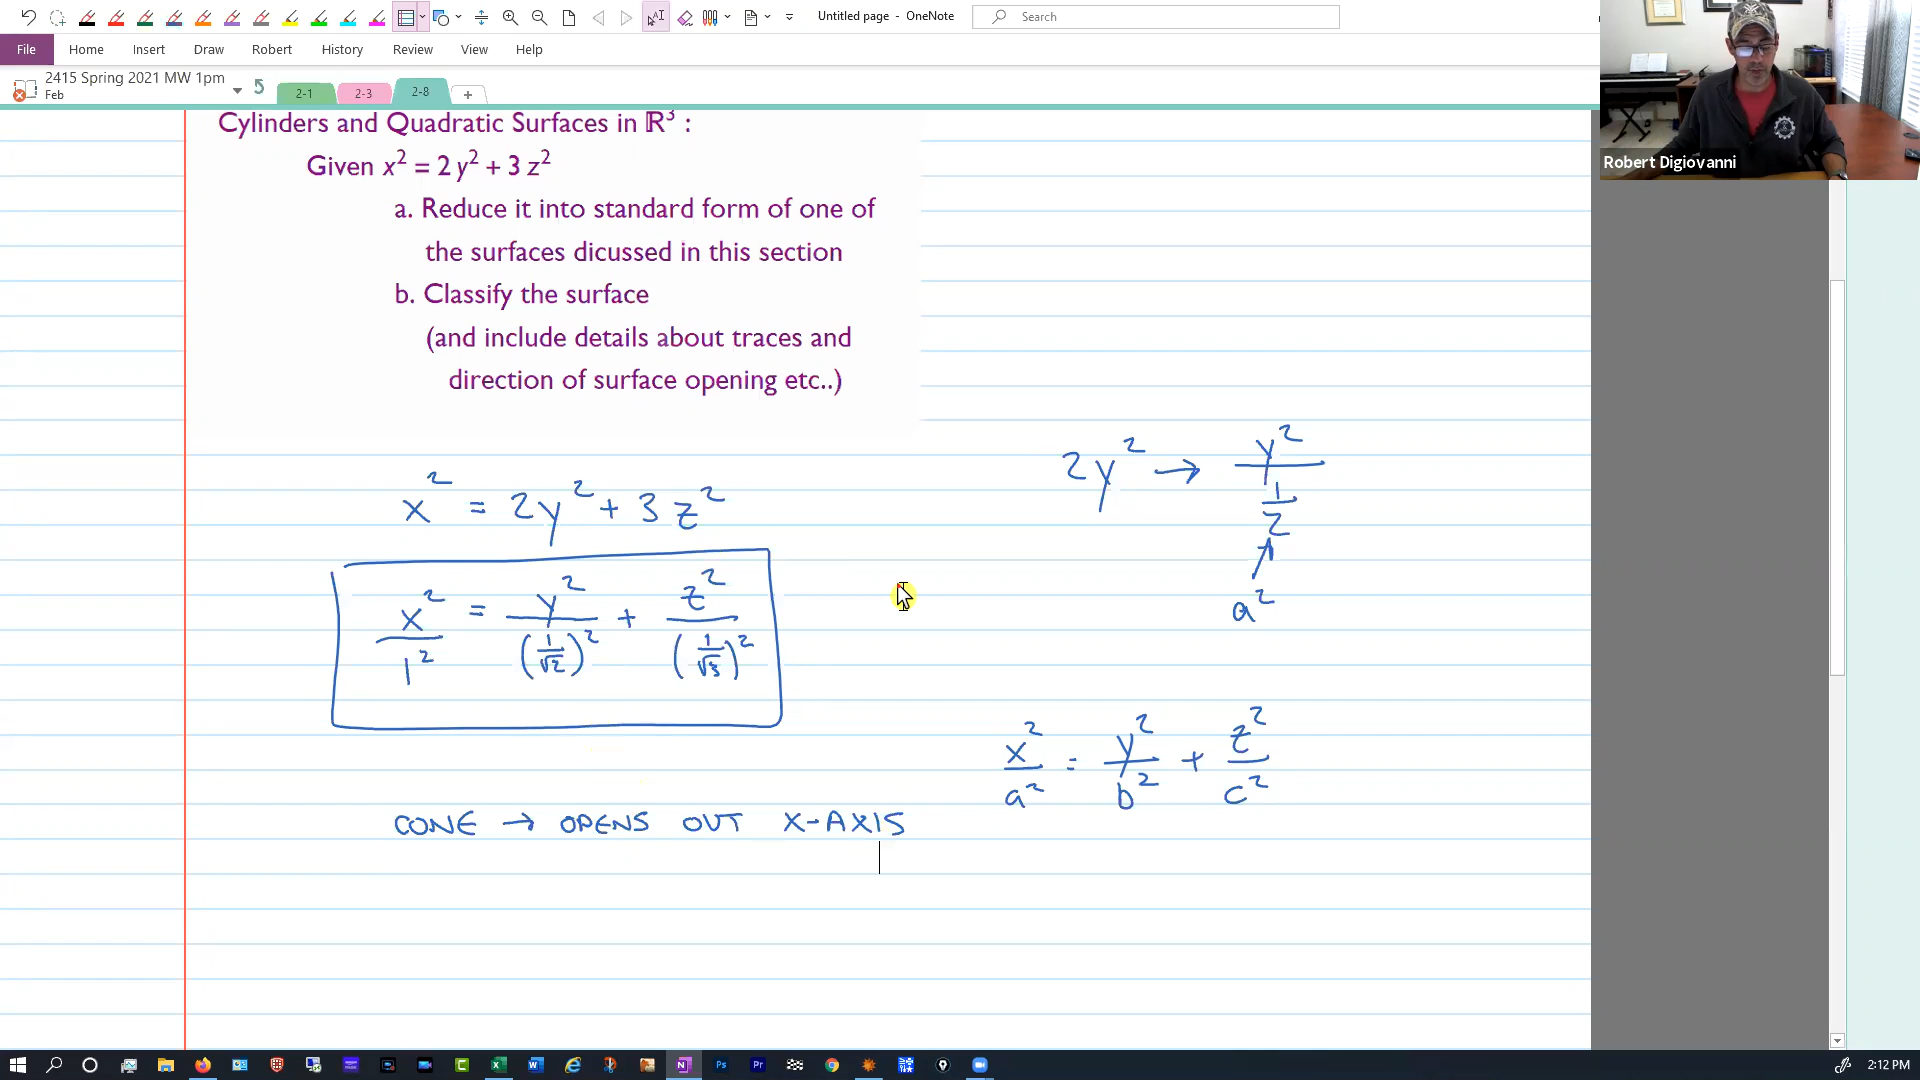 Untitled page - OneNote
Search
File Home Insert Draw Robert History Review View Help
2415 Spring 2021 MW 1pm
Feb
2-1 2-3 2-8 +
Robert Digiovanni
Cylinders and Quadratic Surfaces in ℝ³ :
Given x² = 2 y² + 3 z²
a. Reduce it into standard form of one of
the surfaces dicussed in this section
b. Classify the surface
(and include details about traces and
direction of surface opening etc..)
x² = 2y² + 3z²
x²/1² = y²/(1/√2)² + z²/(1/√3)²
CONE → OPENS OUT X-AXIS
2y² → y²/(1/2)
a²
x²/a² = y²/b² + z²/c²
2:12 PM